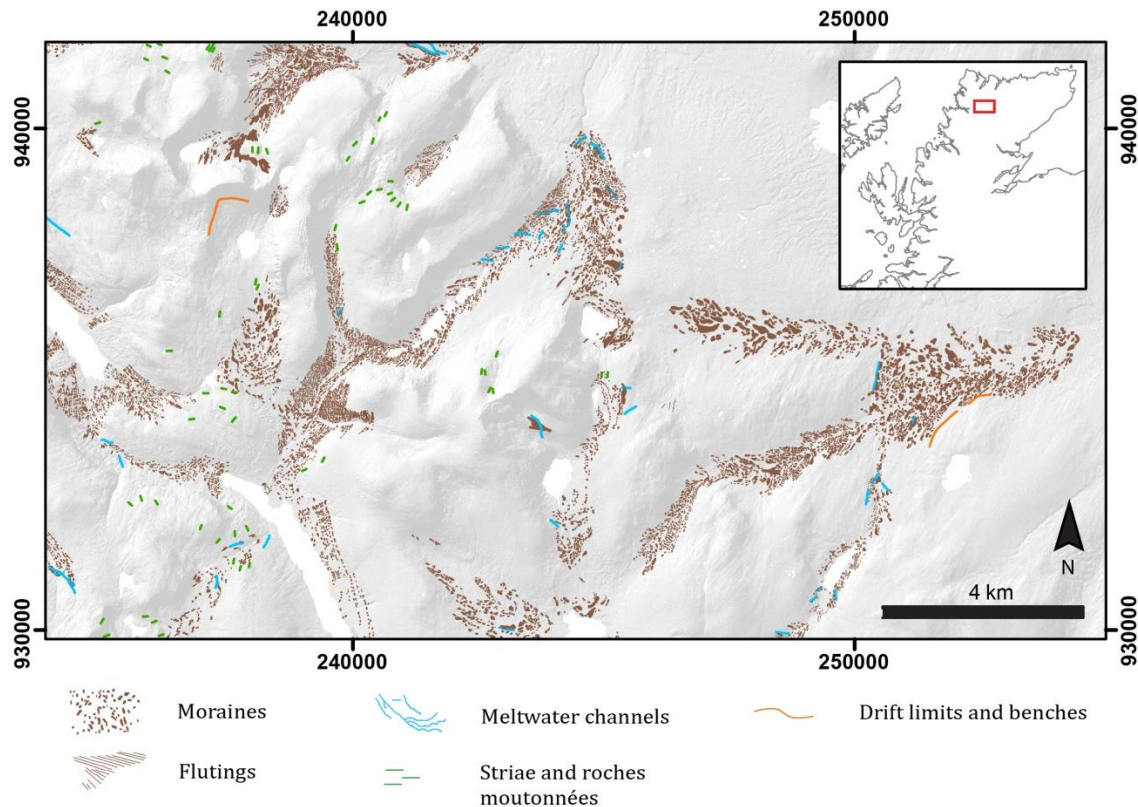 240000 250000
940000 940000
N
4 km
930000 930000
240000 250000
Moraines
Meltwater channels
Drift limits and benches
Flutings
Striae and roches
moutonnées